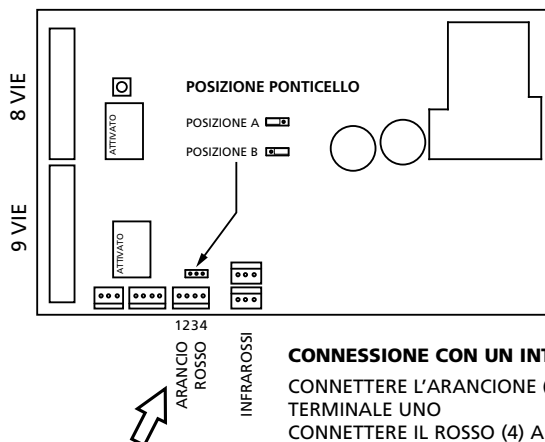 8 VIE
9 VIE
ATTIVATO
POSIZIONE PONTICELLO
POSIZIONE A
POSIZIONE B
ATTIVATO
1234
ARANCIO
ROSSO
INFRAROSSI
CONNESSIONE CON UN INT
CONNETTERE L'ARANCIONE (
TERMINALE UNO
CONNETTERE IL ROSSO (4) A